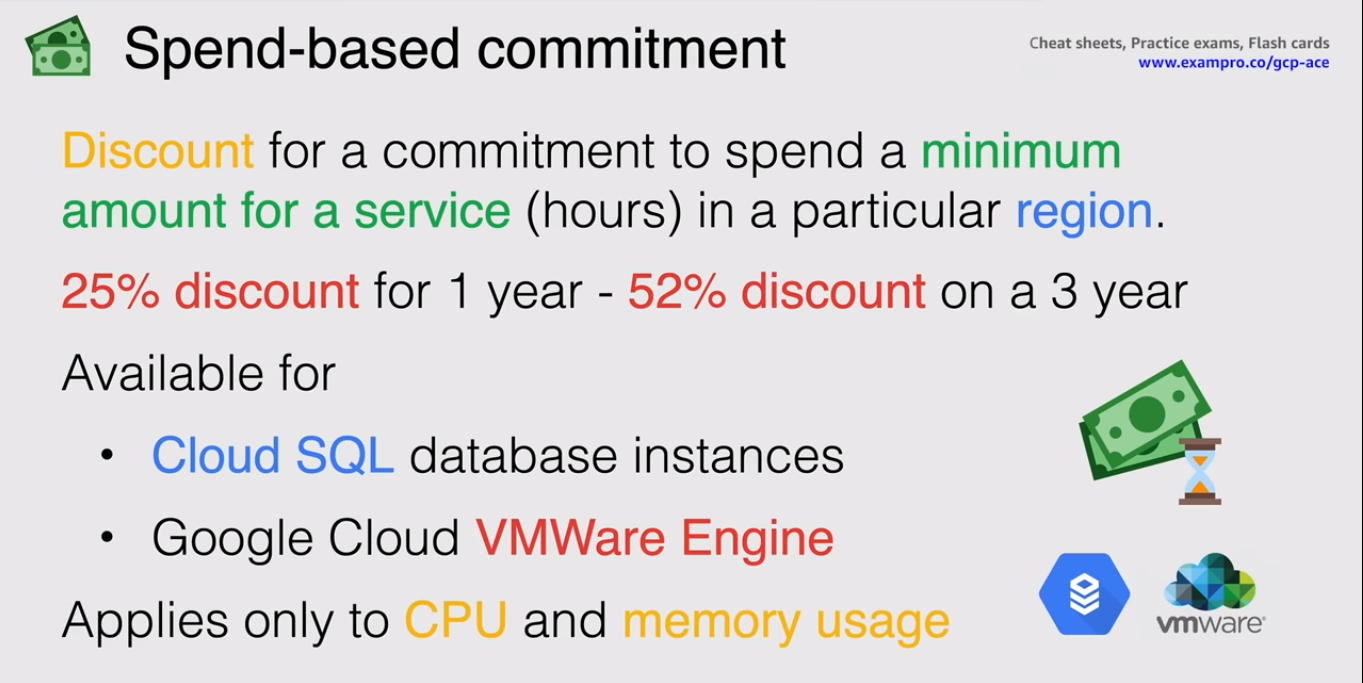 Spend-based commitment
Cheat sheets, Practice exams, Flash cards
www.exampro.co/gcp-ace
Discount for a commitment to spend a minimum
amount for a service (hours) in a particular region.
25% discount for 1 year - 52% discount on a 3 year
Available for
• Cloud SQL database instances
• Google Cloud VMWare Engine
Applies only to CPU and memory usage
vmware®